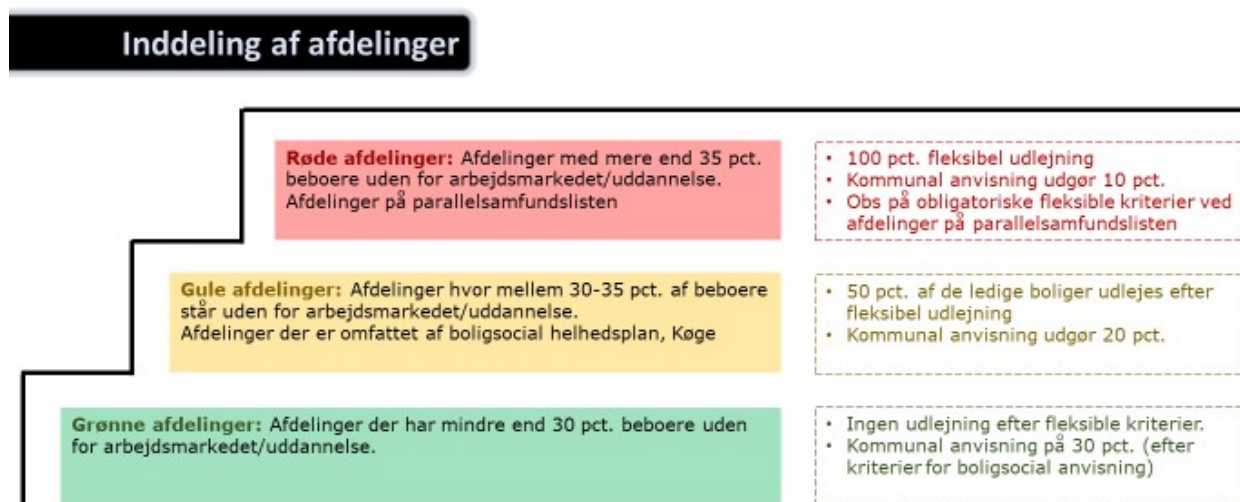 Inddeling af afdelinger
Røde afdelinger: Afdelinger med mere end 35 pct.
beboere uden for arbejdsmarkedet/uddannelse.
Afdelinger på parallelsamfundslisten
• 100 pct. fleksibel udlejning
• Kommunal anvisning udgør 10 pct.
• Obs på obligatoriske fleksible kriterier ved
afdelinger på parallelsamfundslisten
Gule afdelinger: Afdelinger hvor mellem 30-35 pct. af beboere
står uden for arbejdsmarkedet/uddannelse.
Afdelinger der er omfattet af boligsocial helhedsplan, Køge
• 50 pct. af de ledige boliger udlejes efter
fleksibel udlejning
• Kommunal anvisning udgør 20 pct.
Grønne afdelinger: Afdelinger der har mindre end 30 pct. beboere uden
for arbejdsmarkedet/uddannelse.
• Ingen udlejning efter fleksible kriterier.
• Kommunal anvisning på 30 pct. (efter
kriterier for boligsocial anvisning)